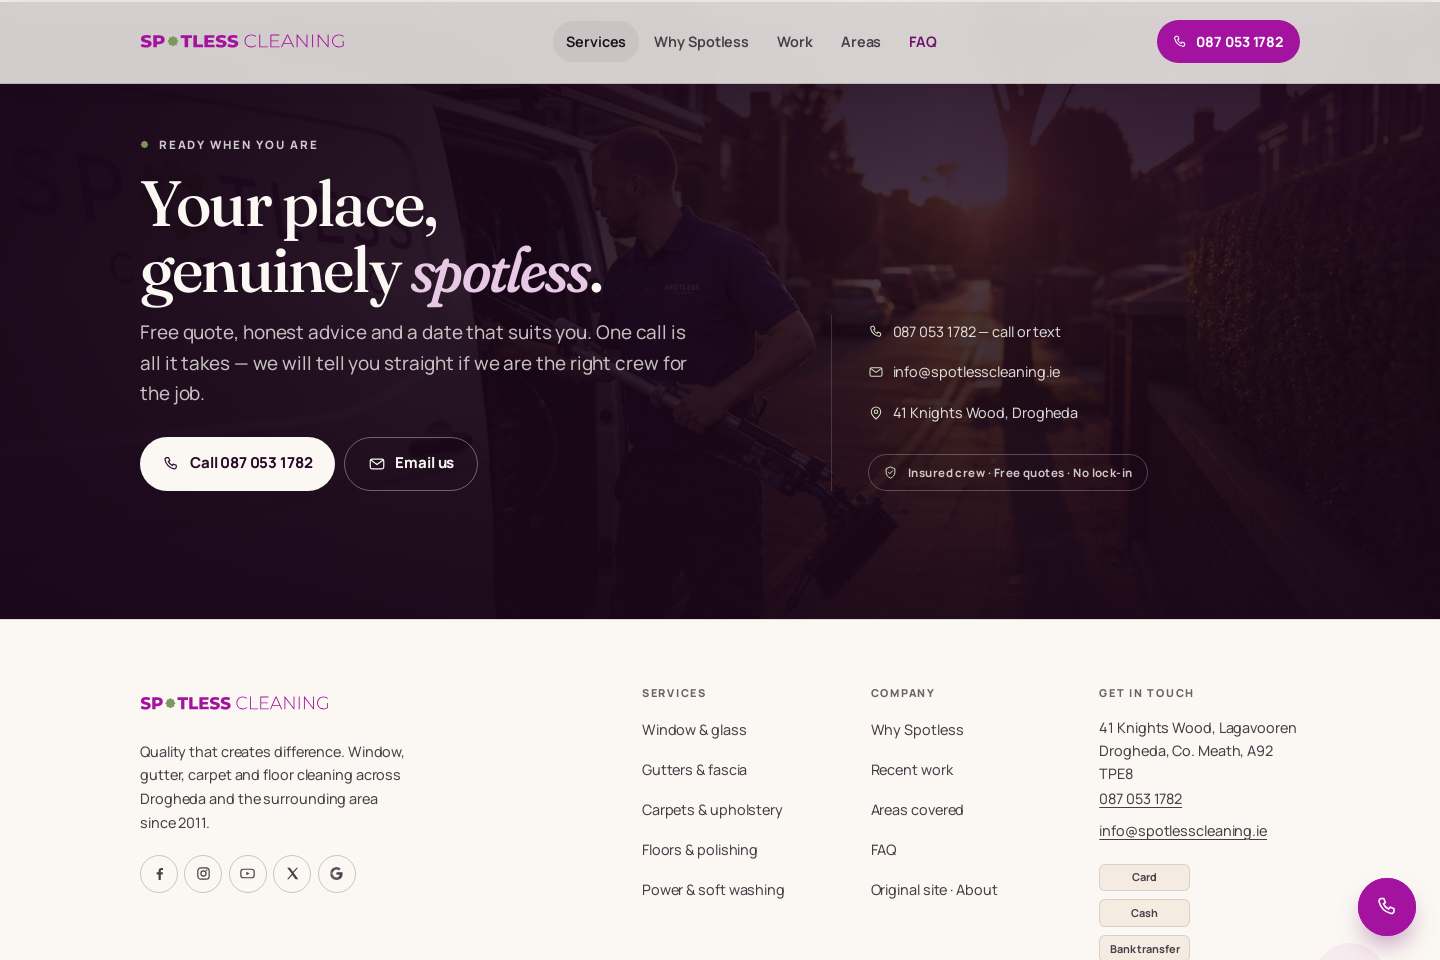 SPOTLESS CLEANING
Services
Why Spotless
Work
Areas
FAQ
087 053 1782
READY WHEN YOU ARE
Your place,
genuinely spotless.
Free quote, honest advice and a date that suits you. One call is
all it takes — we will tell you straight if we are the right crew for
the job.
Call 087 053 1782
Email us
087 053 1782 — call or text
info@spotlesscleaning.ie
41 Knights Wood, Drogheda
Insured crew · Free quotes · No lock-in
SPOTLESS CLEANING
Quality that creates difference. Window,
gutter, carpet and floor cleaning across
Drogheda and the surrounding area
since 2011.
SERVICES
Window & glass
Gutters & fascia
Carpets & upholstery
Floors & polishing
Power & soft washing
COMPANY
Why Spotless
Recent work
Areas covered
FAQ
Original site · About
GET IN TOUCH
41 Knights Wood, Lagavooren
Drogheda, Co. Meath, A92
TPE8
087 053 1782
info@spotlesscleaning.ie
Card
Cash
Bank transfer